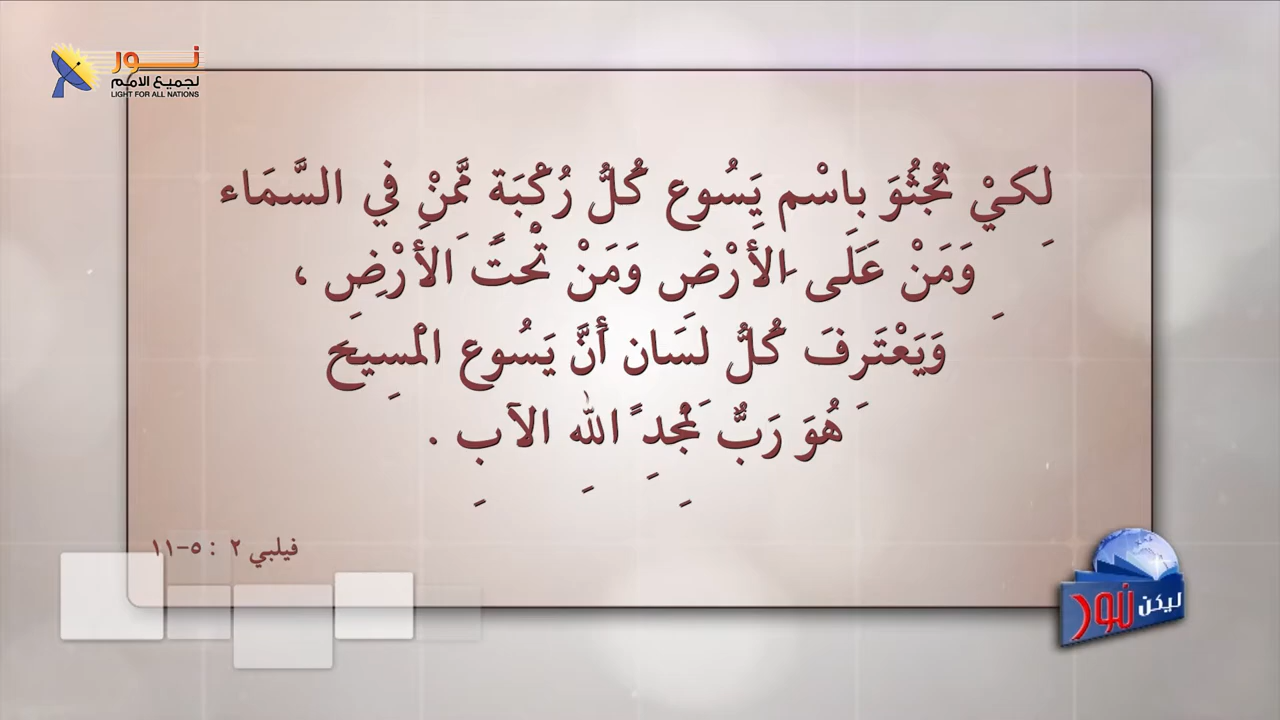 نـور
لجميع الامم
LIGHT FOR ALL NATIONS
لِكَيْ تَجْثُوَ بِاسْمِ يَسُوع كُلُّ رُكْبَة مِمَّنْ فِي السَّمَاء
وَمَنْ عَلَى الأَرْضِ وَمَنْ تَحْتَ الأَرْضِ ،
وَيَعْتَرِفَ كُلُّ لِسَان أَنَّ يَسُوع الْمَسِيحَ
هُوَ رَبٌّ لِمَجْدِ اللهِ الآبِ .
فيلبي ٢ : ٥-١١
ليكن نور